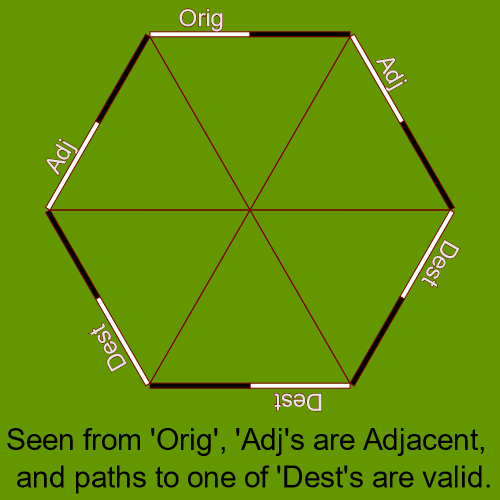 Orig
Adj
Adj
Dest
Dest
Dest
Seen from 'Orig', 'Adj's are Adjacent,
and paths to one of 'Dest's are valid.